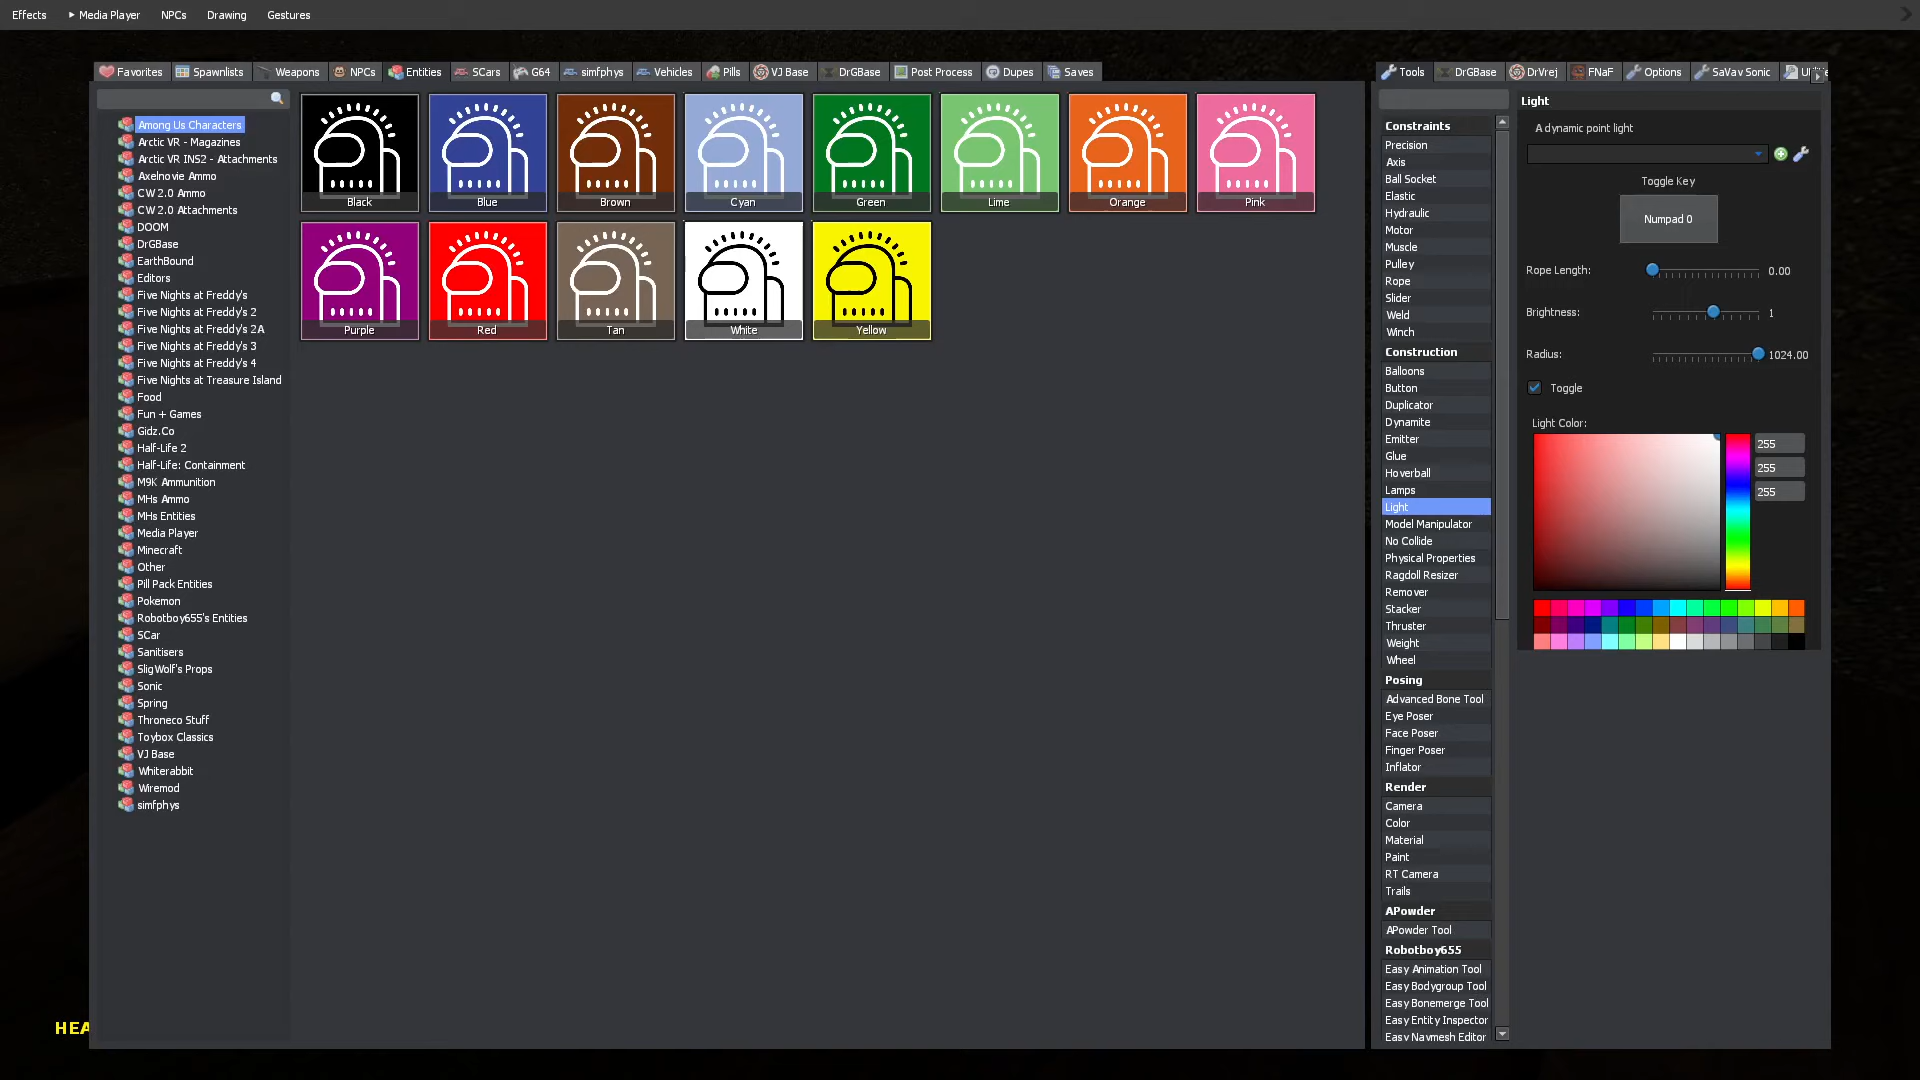 Effects Media Player NPCs Drawing Gestures
Favorites Spawnlists Weapons NPCs Entities SCars G64 simfphys Vehicles Pills VJ Base DrGBase Post Process Dupes Saves
Among Us Characters
Arctic VR - Magazines
Arctic VR INS2 - Attachments
Axelnovie Ammo
CW 2.0 Ammo
CW 2.0 Attachments
DOOM
DrGBase
EarthBound
Editors
Five Nights at Freddy's
Five Nights at Freddy's 2
Five Nights at Freddy's 2A
Five Nights at Freddy's 3
Five Nights at Freddy's 4
Five Nights at Treasure Island
Food
Fun + Games
Gidz.Co
Half-Life 2
Half-Life: Containment
M9K Ammunition
MHs Ammo
MHs Entities
Media Player
Minecraft
Other
Pill Pack Entities
Pokemon
Robotboy655's Entities
SCar
Sanitisers
SligWolf's Props
Sonic
Spring
Throneco Stuff
Toybox Classics
VJ Base
Whiterabbit
Wiremod
simfphys
Black Blue Brown Cyan Green Lime Orange Pink
Purple Red Tan White Yellow
HEA
Tools DrGBase DrVrej FNaF Options SaVav Sonic
Constraints
Precision
Axis
Ball Socket
Elastic
Hydraulic
Motor
Muscle
Pulley
Rope
Slider
Weld
Winch
Construction
Balloons
Button
Duplicator
Dynamite
Emitter
Glue
Hoverball
Lamps
Light
Model Manipulator
No Collide
Physical Properties
Ragdoll Resizer
Remover
Stacker
Thruster
Weight
Wheel
Posing
Advanced Bone Tool
Eye Poser
Face Poser
Finger Poser
Inflator
Render
Camera
Color
Material
Paint
RT Camera
Trails
APowder
APowder Tool
Robotboy655
Easy Animation Tool
Easy Bodygroup Tool
Easy Bonemerge Tool
Easy Entity Inspector
Easy Navmesh Editor
Light
A dynamic point light
Toggle Key
Numpad 0
Rope Length: 0.00
Brightness: 1
Radius: 1024.00
Toggle
Light Color:
255
255
255